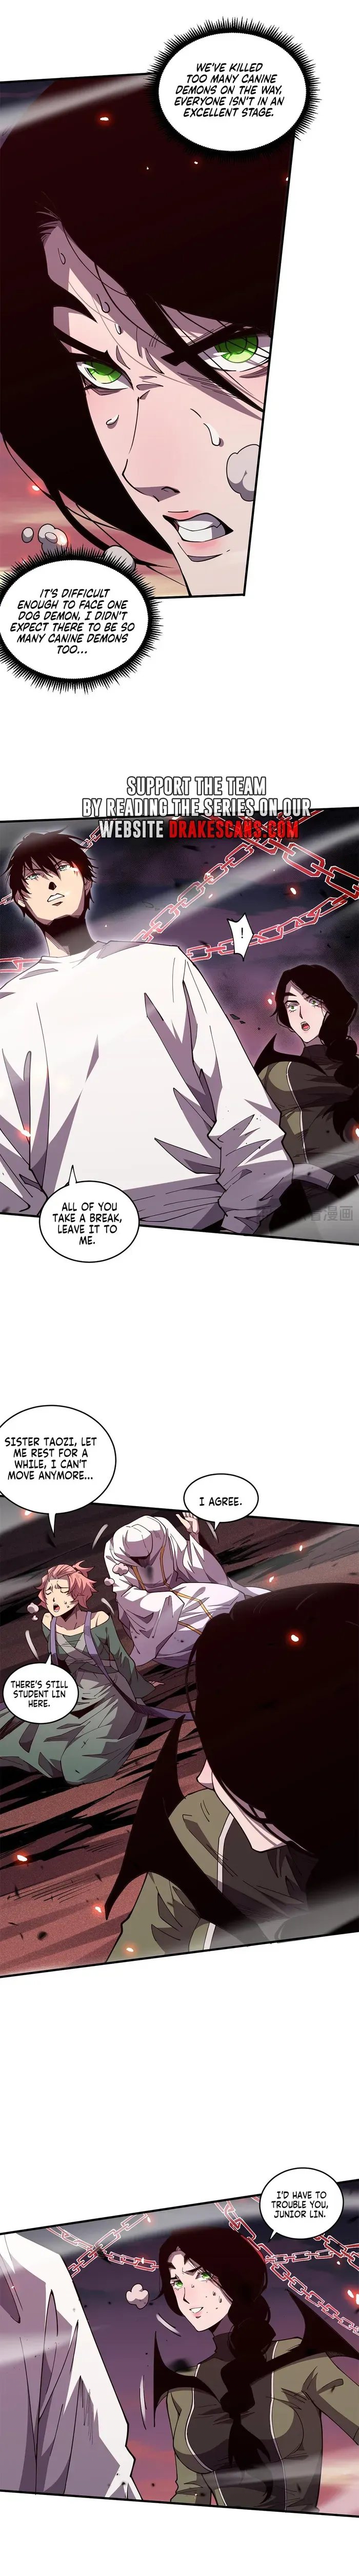 WE'VE KILLED
TOO MANY CANINE
DEMONS ON THE WAY,
EVERYONE ISN'T IN AN
EXCELLENT STAGE.
IT'S DIFFICULT
ENOUGH TO FACE ONE
DOG DEMON, I DIDN'T
EXPECT THERE TO BE SO
MANY CANINE DEMONS
TOO...
SUPPORT THE TEAM
BY READING THE SERIES ON OUR
WEBSITE DRAKESCANS.COM
!
ALL OF YOU
TAKE A BREAK,
LEAVE IT TO
ME.
漫画
SISTER TAOZI, LET
ME REST FOR A
WHILE, I CAN'T
MOVE ANYMORE...
I AGREE.
THERE'S STILL
STUDENT LIN
HERE.
I'D HAVE TO
TROUBLE YOU,
JUNIOR LIN.